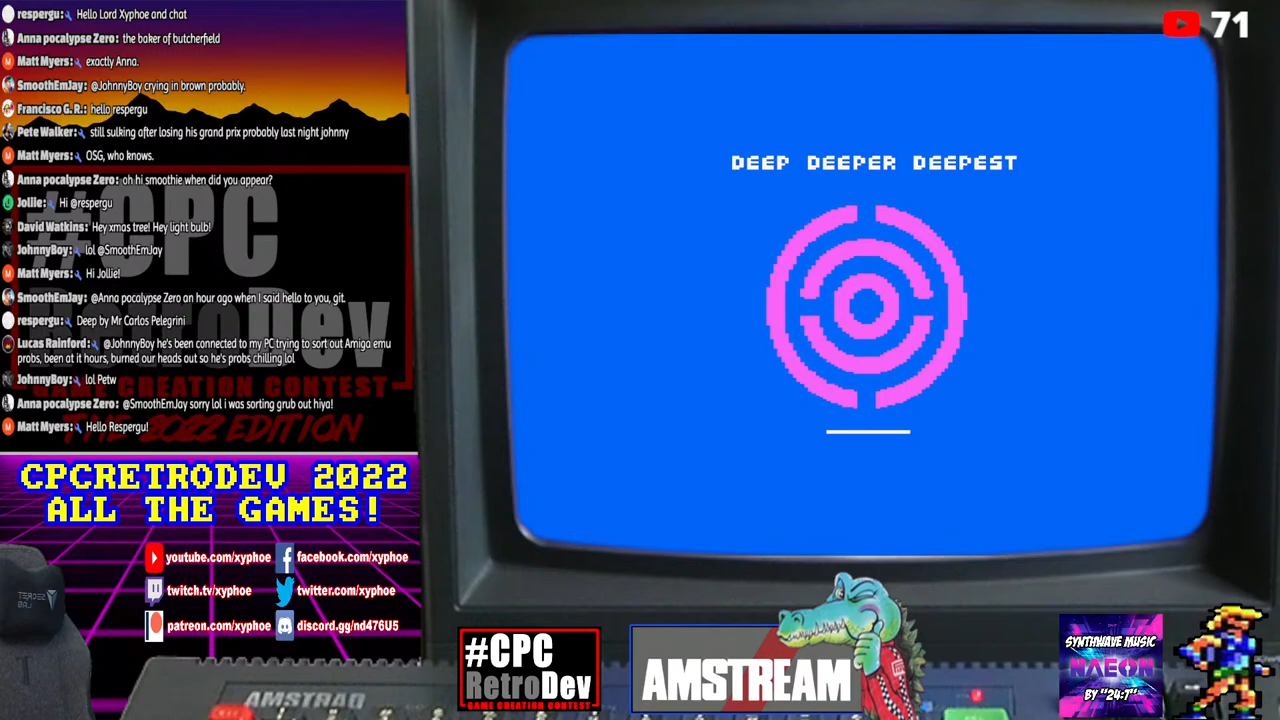 respergu: Hello Lord Xyphoe and chat
Anna pocalypse Zero: the baker of butcherfield
Matt Myers: exactly Anna.
SmoothEmJay: @JohnnyBoy crying in brown probably.
Francisco G. R.: hello respergu
Pete Walker: still sulking after losing his grand prix probably last night johnny
Matt Myers: OSG, who knows.
Anna pocalypse Zero: oh hi smoothie when did you appear?
Jollie: Hi @respergu
David Watkins: Hey xmas tree! Hey light bulb!
JohnnyBoy: lol @SmoothEmJay
Matt Myers: Hi Jollie!
SmoothEmJay: @Anna pocalypse Zero an hour ago when I said hello to you, git.
respergu: Deep by Mr Carlos Pelegrini
Lucas Rainford: @JohnnyBoy he's been connected to my PC trying to sort out Amiga emu
probs, been at it hours, burned our heads out so he's probs chilling lol
JohnnyBoy: lol Petw
Anna pocalypse Zero: @SmoothEmJay sorry lol i was sorting grub out hiya!
Matt Myers: Hello Respergu!
#CPC
RetroDev
GAME CREATION CONTEST
THE 2022 EDITION
CPCRETRODEV 2022
ALL THE GAMES!
youtube.com/xyphoe
facebook.com/xyphoe
twitch.tv/xyphoe
twitter.com/xyphoe
patreon.com/xyphoe
discord.gg/nd476U5
71
DEEP DEEPER DEEPEST
AMSTRAD
#CPC
RetroDev
GAME CREATION CONTEST
AMSTREAM
SYNTHWAVE MUSIC
NAEON
BY "24:7"